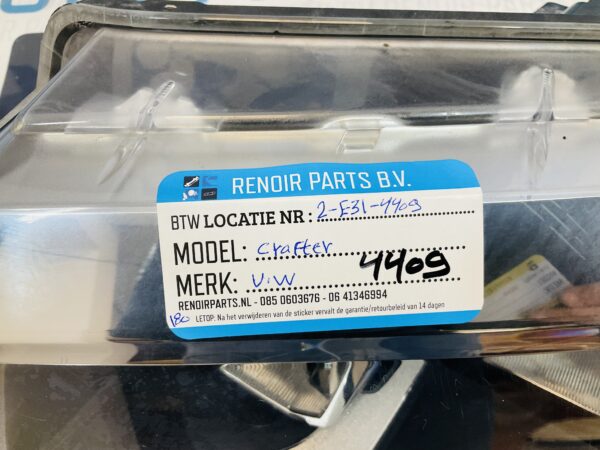 RENOIR PARTS B.V.
BTW LOCATIE NR : 2-E31-4409
MODEL: Crafter
MERK: V.W 4409
RENOIRPARTS.NL - 085 0603676 - 06 41346994
180 LETOP: Na het verwijderen van de sticker vervalt de garantie/retourbeleid van 14 dagen